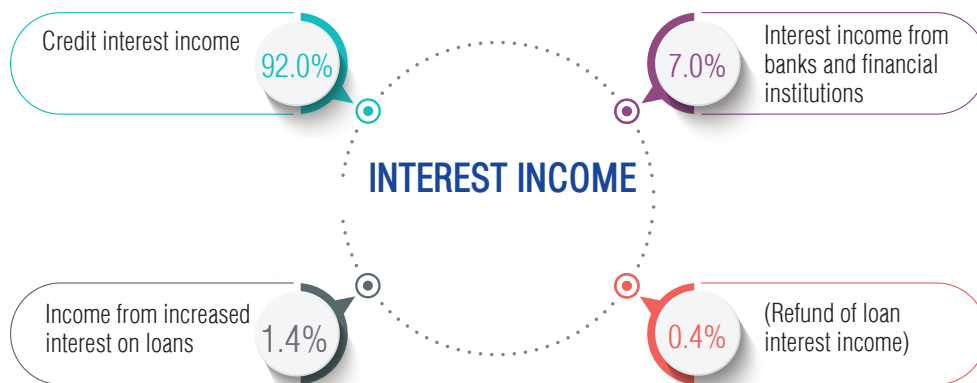 Credit interest income
92.0%
7.0%
Interest income from
banks and financial
institutions
INTEREST INCOME
Income from increased
interest on loans
1.4%
0.4%
(Refund of loan
interest income)